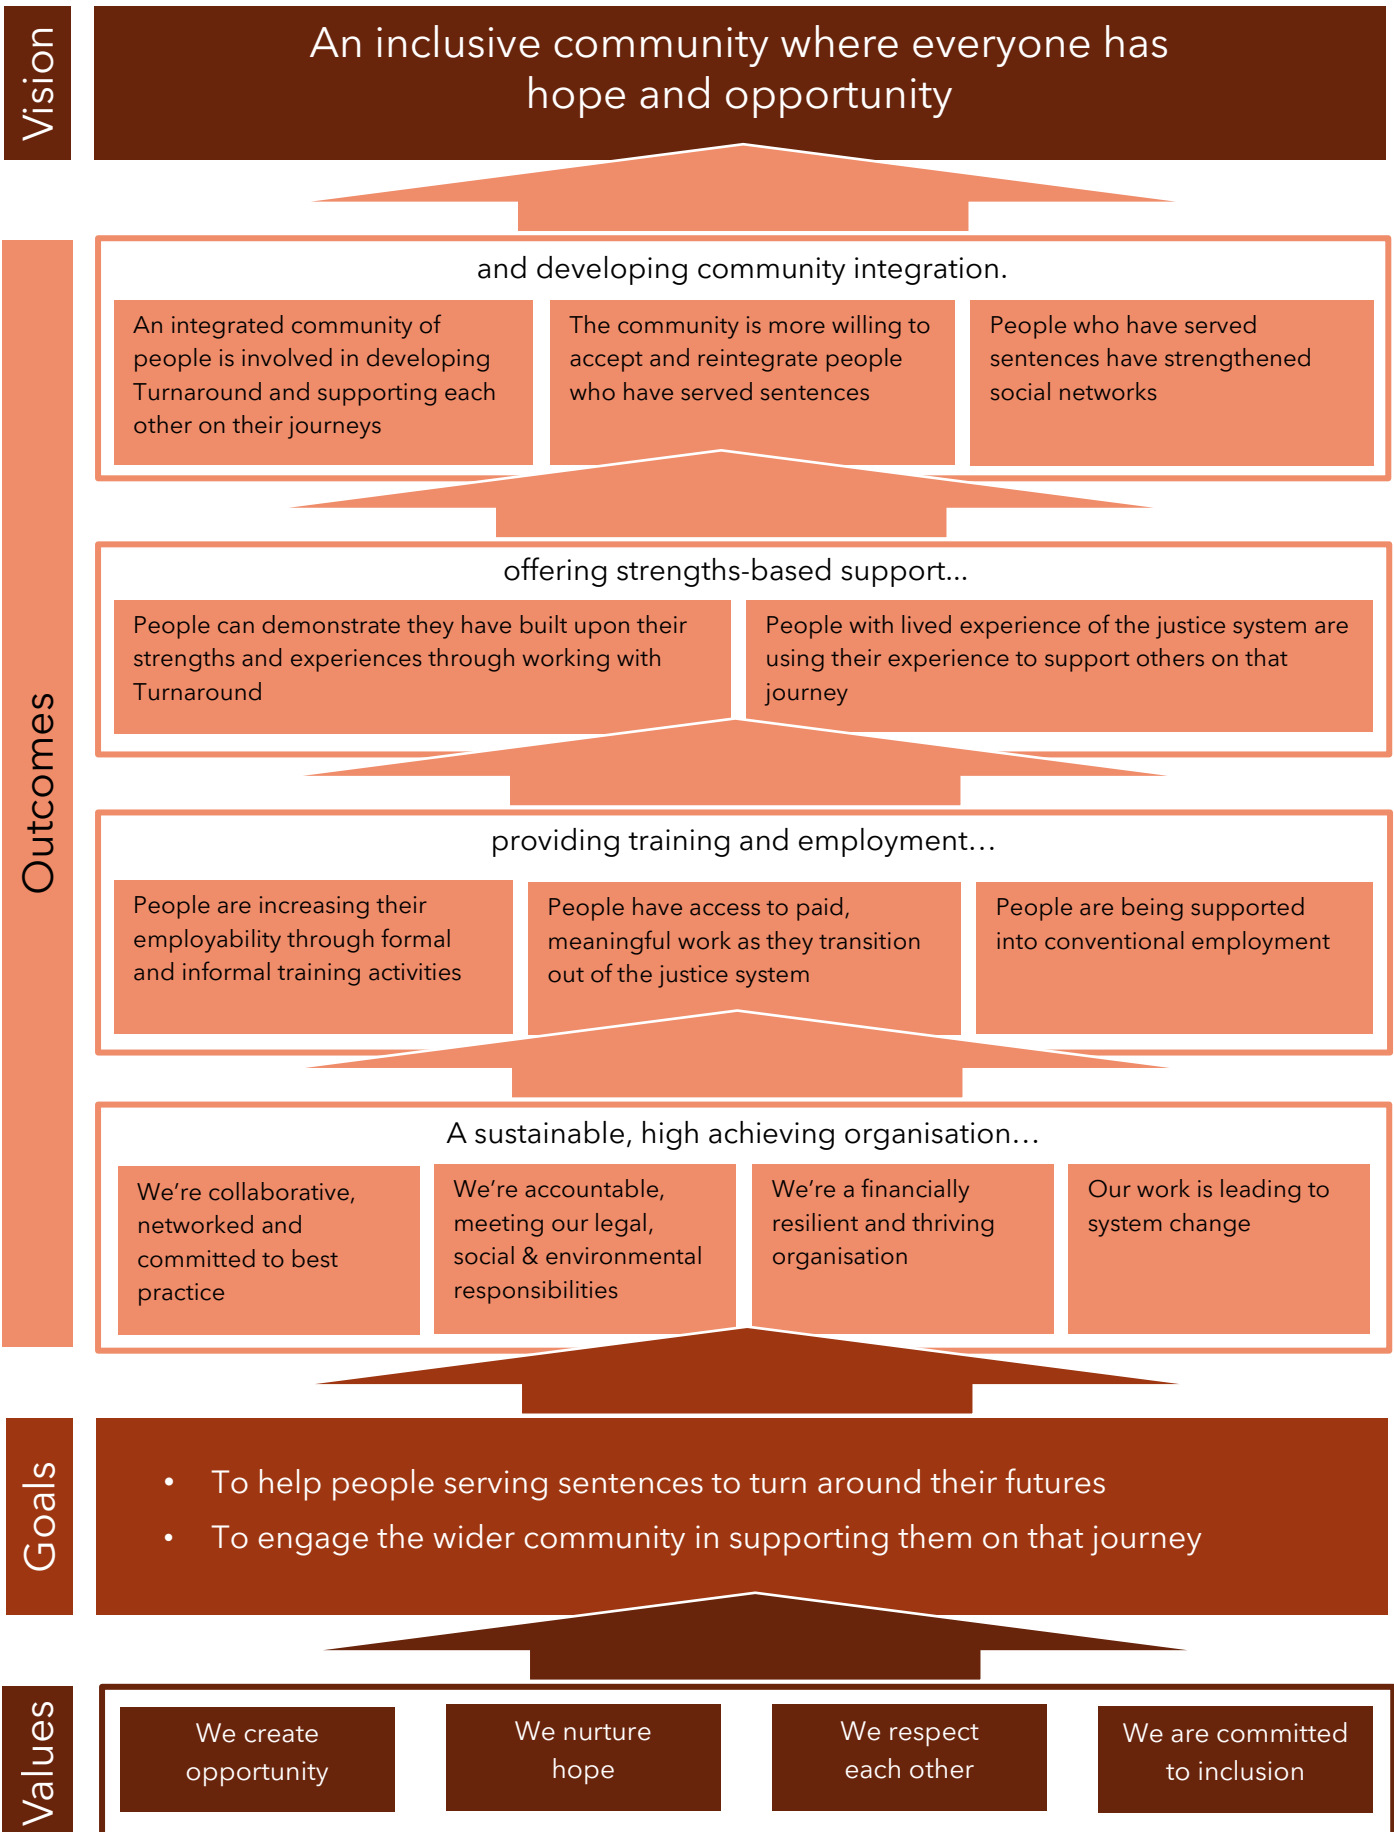 Vision
An inclusive community where everyone has
hope and opportunity
Outcomes
and developing community integration.
An integrated community of
people is involved in developing
Turnaround and supporting each
other on their journeys
The community is more willing to
accept and reintegrate people
who have served sentences
People who have served
sentences have strengthened
social networks
offering strengths-based support...
People can demonstrate they have built upon their
strengths and experiences through working with
Turnaround
People with lived experience of the justice system are
using their experience to support others on that
journey
providing training and employment…
People are increasing their
employability through formal
and informal training activities
People have access to paid,
meaningful work as they transition
out of the justice system
People are being supported
into conventional employment
A sustainable, high achieving organisation…
We’re collaborative,
networked and
committed to best
practice
We’re accountable,
meeting our legal,
social & environmental
responsibilities
We’re a financially
resilient and thriving
organisation
Our work is leading to
system change
Goals
• To help people serving sentences to turn around their futures
• To engage the wider community in supporting them on that journey
Values
We create
opportunity
We nurture
hope
We respect
each other
We are committed
to inclusion